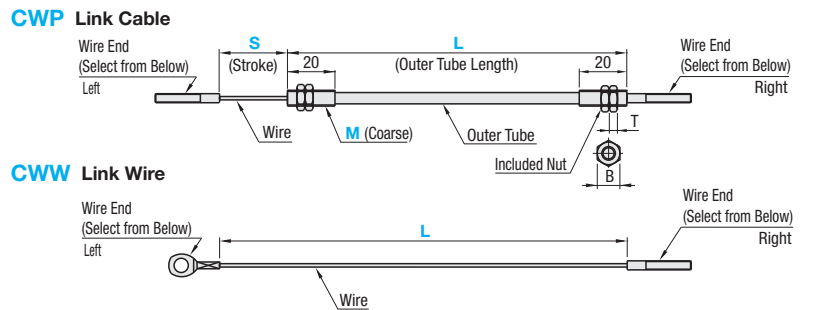 CWP Link Cable
Wire End
(Select from Below)
Left
S
(Stroke)
L
(Outer Tube Length)
20
20
Wire End
(Select from Below)
Right
Wire
M (Coarse)
Outer Tube
Included Nut
T
B
CWW Link Wire
Wire End
(Select from Below)
Left
L
Wire End
(Select from Below)
Right
Wire